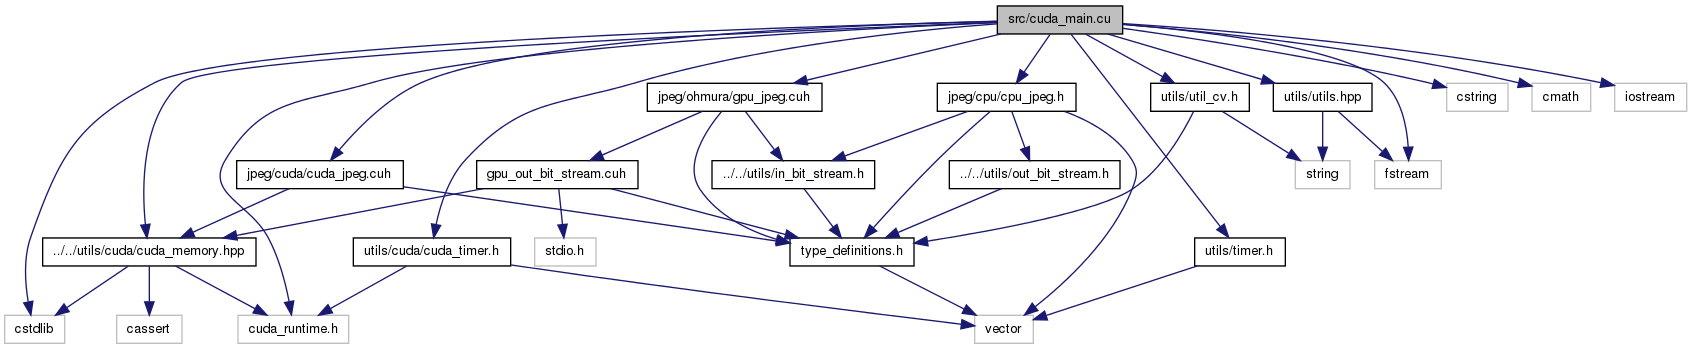 src/cuda_main.cu
jpeg/ohmura/gpu_jpeg.cuh
jpeg/cpu/cpu_jpeg.h
utils/util_cv.h
utils/utils.hpp
cstring
cmath
iostream
jpeg/cuda/cuda_jpeg.cuh
gpu_out_bit_stream.cuh
../../utils/in_bit_stream.h
../../utils/out_bit_stream.h
string
fstream
../../utils/cuda/cuda_memory.hpp
utils/cuda/cuda_timer.h
stdio.h
type_definitions.h
utils/timer.h
cstdlib
cassert
cuda_runtime.h
vector